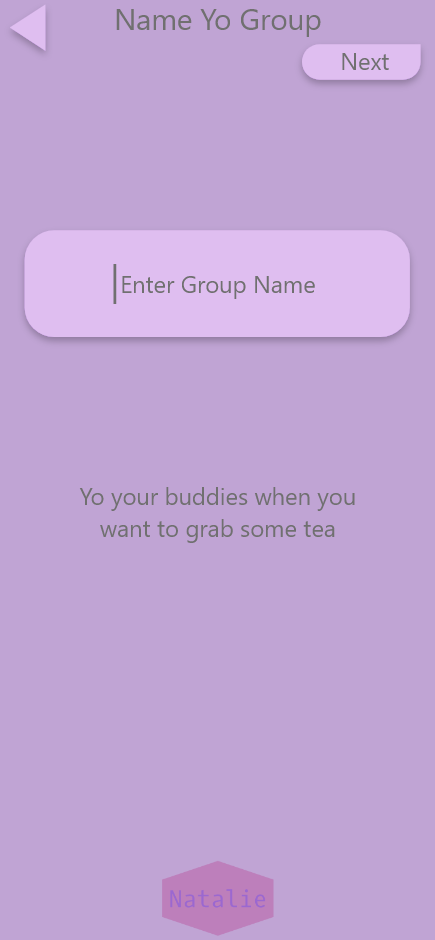 Name Yo Group
Next
Enter Group Name
Yo your buddies when you
want to grab some tea
Natalie